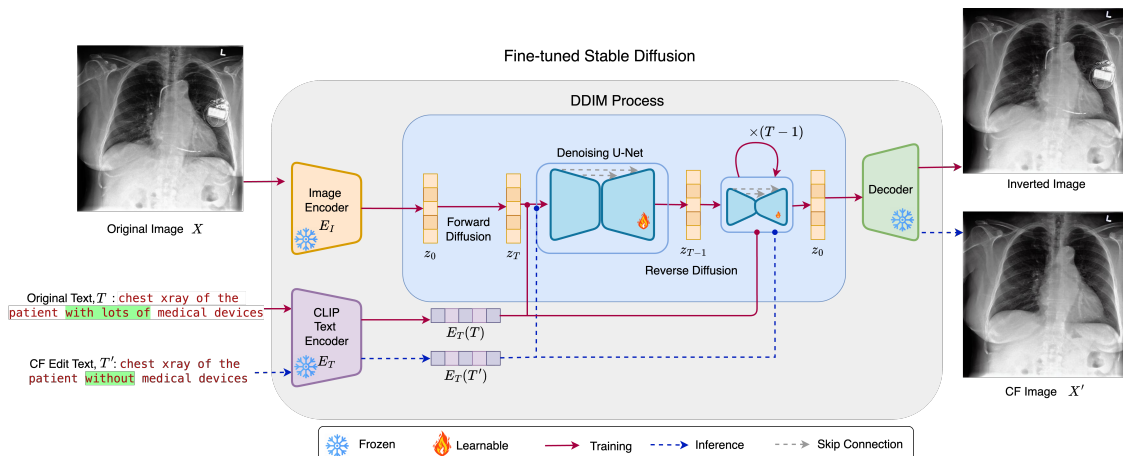 Fine-tuned Stable Diffusion
DDIM Process
L
Original Image X
Image
Encoder
E_I
z_0
Forward
Diffusion
z_T
Denoising U-Net
z_{T-1}
Reverse Diffusion
×(T − 1)
z_0
Decoder
L
Inverted Image
Original Text, T : chest xray of the
patient with lots of medical devices
CLIP
Text
Encoder
E_T
E_T(T)
E_T(T′)
CF Edit Text, T′: chest xray of the
patient without medical devices
L
CF Image X′
Frozen
Learnable
Training
Inference
Skip Connection